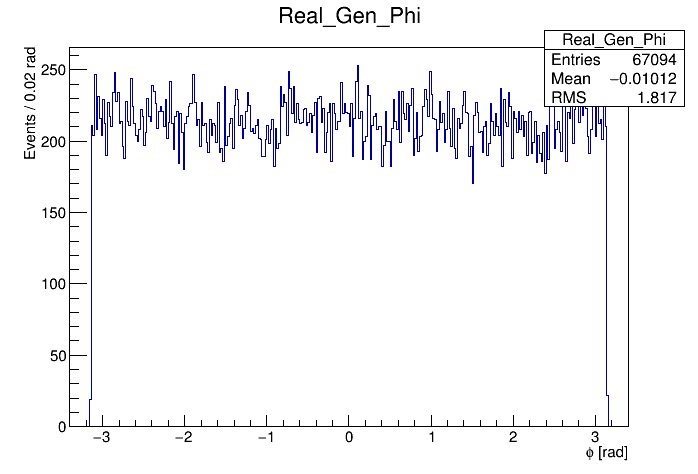 Real_Gen_Phi
Real_Gen_Phi
Entries 67094
Mean −0.01012
RMS 1.817
Events / 0.02 rad
250
200
150
100
50
0
−3 −2 −1 0 1 2 3
ϕ [rad]